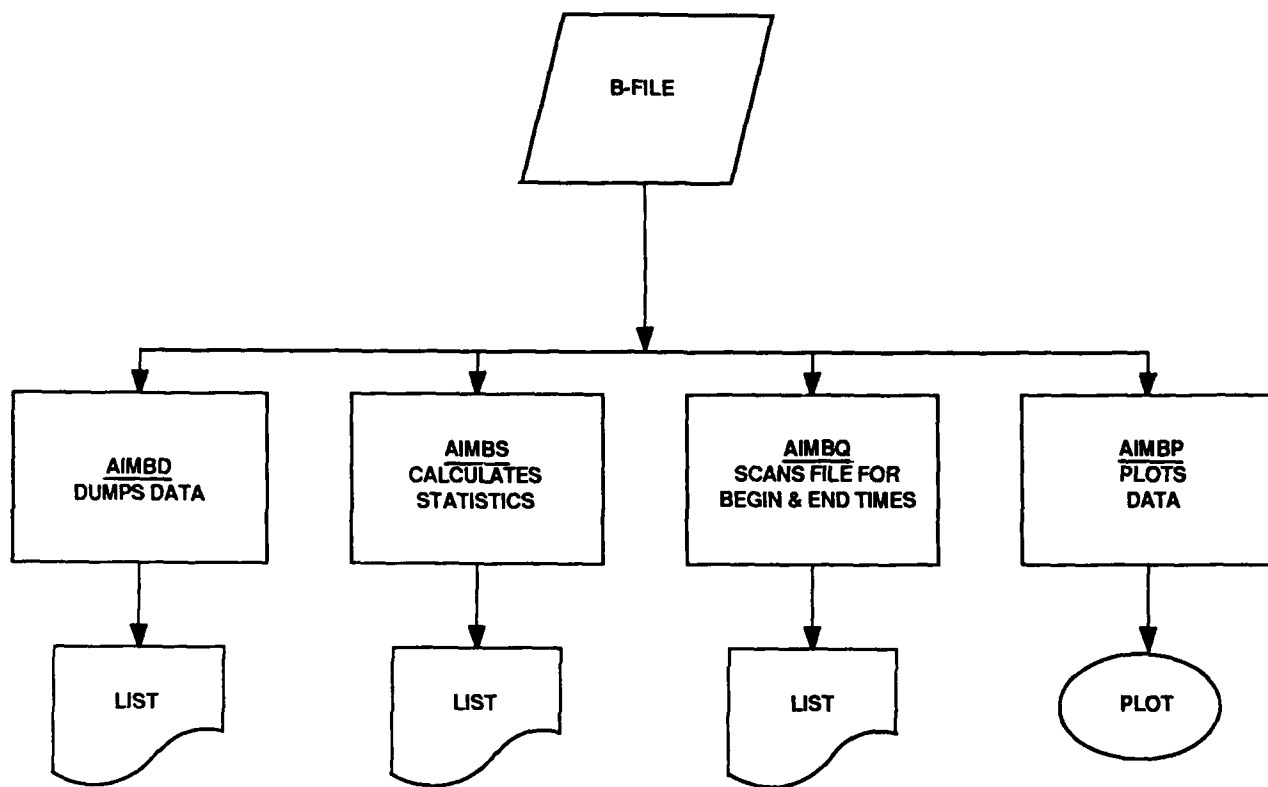 B-FILE
AIMBD
DUMPS DATA
AIMBS
CALCULATES
STATISTICS
AIMBQ
SCANS FILE FOR
BEGIN & END TIMES
AIMBP
PLOTS
DATA
LIST
LIST
LIST
PLOT